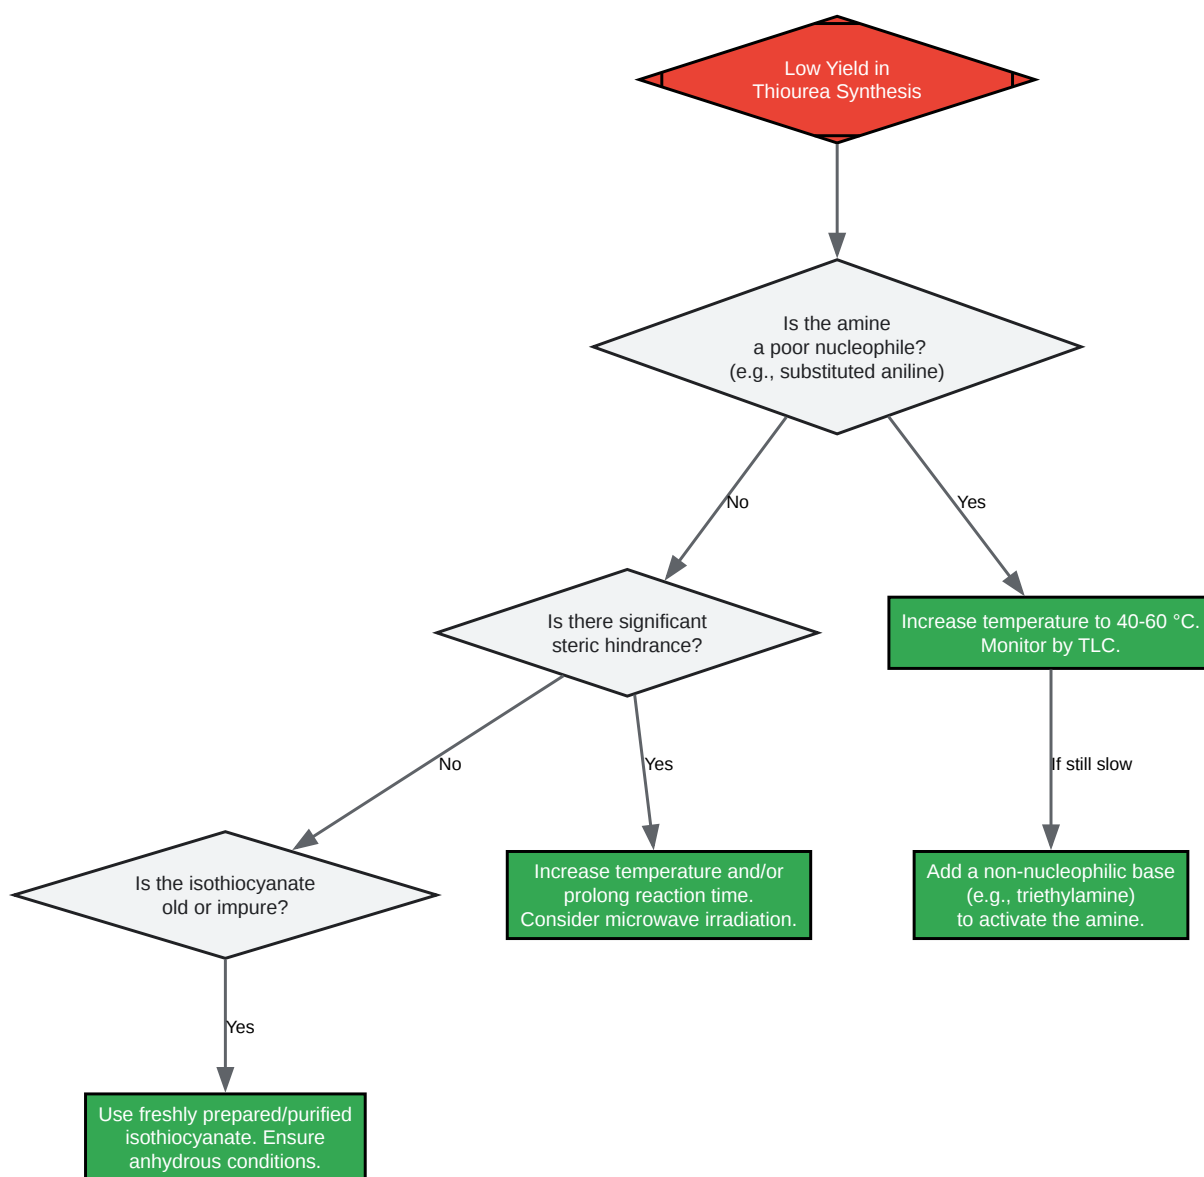 Low Yield in
Thiourea Synthesis
Is the amine
a poor nucleophile?
(e.g., substituted aniline)
No
Yes
Is there significant
steric hindrance?
Increase temperature to 40-60 °C.
Monitor by TLC.
No
Yes
If still slow
Is the isothiocyanate
old or impure?
Increase temperature and/or
prolong reaction time.
Consider microwave irradiation.
Add a non-nucleophilic base
(e.g., triethylamine)
to activate the amine.
Yes
Use freshly prepared/purified
isothiocyanate. Ensure
anhydrous conditions.